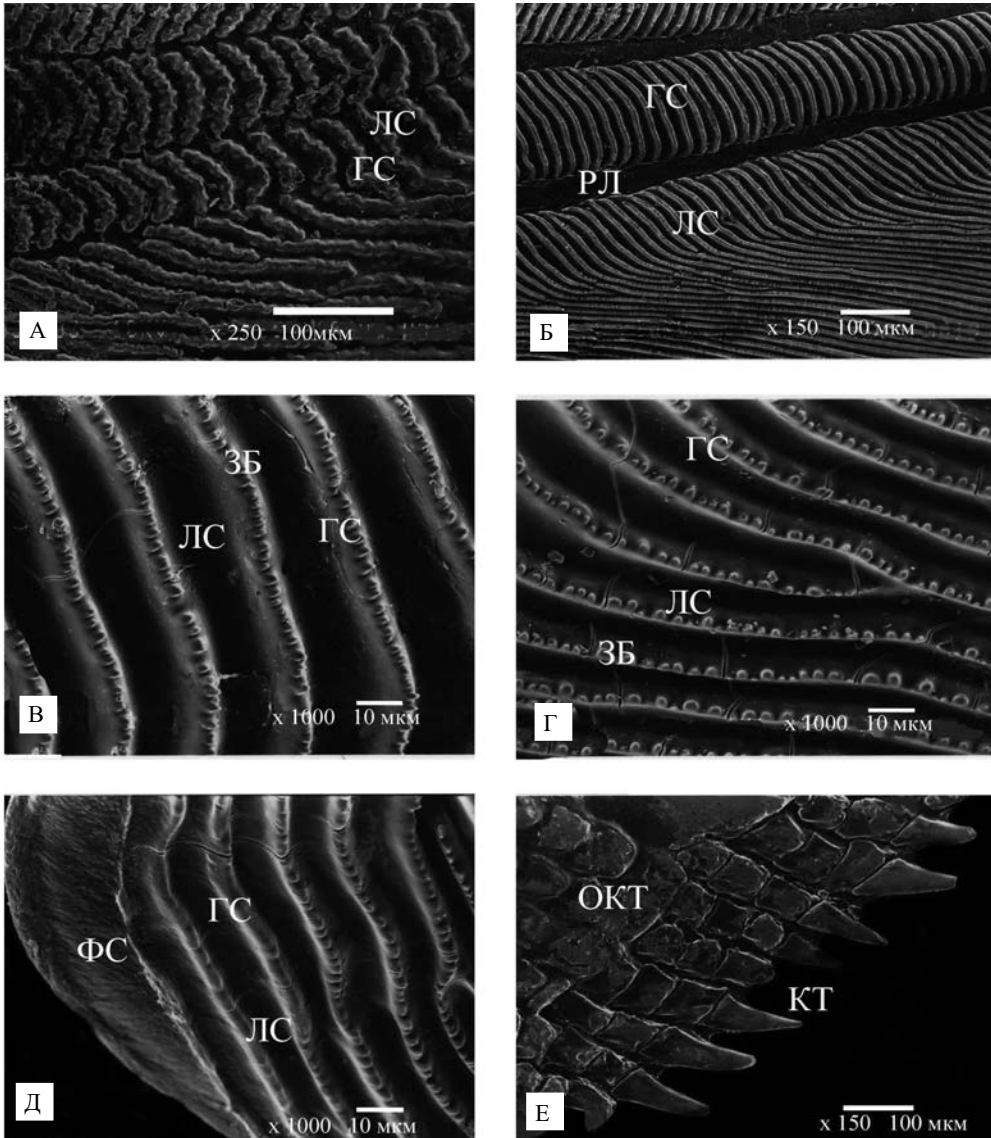 ЛС
ГС
А
x 250 100мкм
ГС
РЛ
ЛС
Б
x 150 100 мкм
ЗБ
ЛС
ГС
В
x 1000 10 мкм
ГС
ЛС
ЗБ
Г
x 1000 10 мкм
ГС
ФС
ЛС
Д
x 1000 10 мкм
ОКТ
КТ
Е
x 150 100 мкм